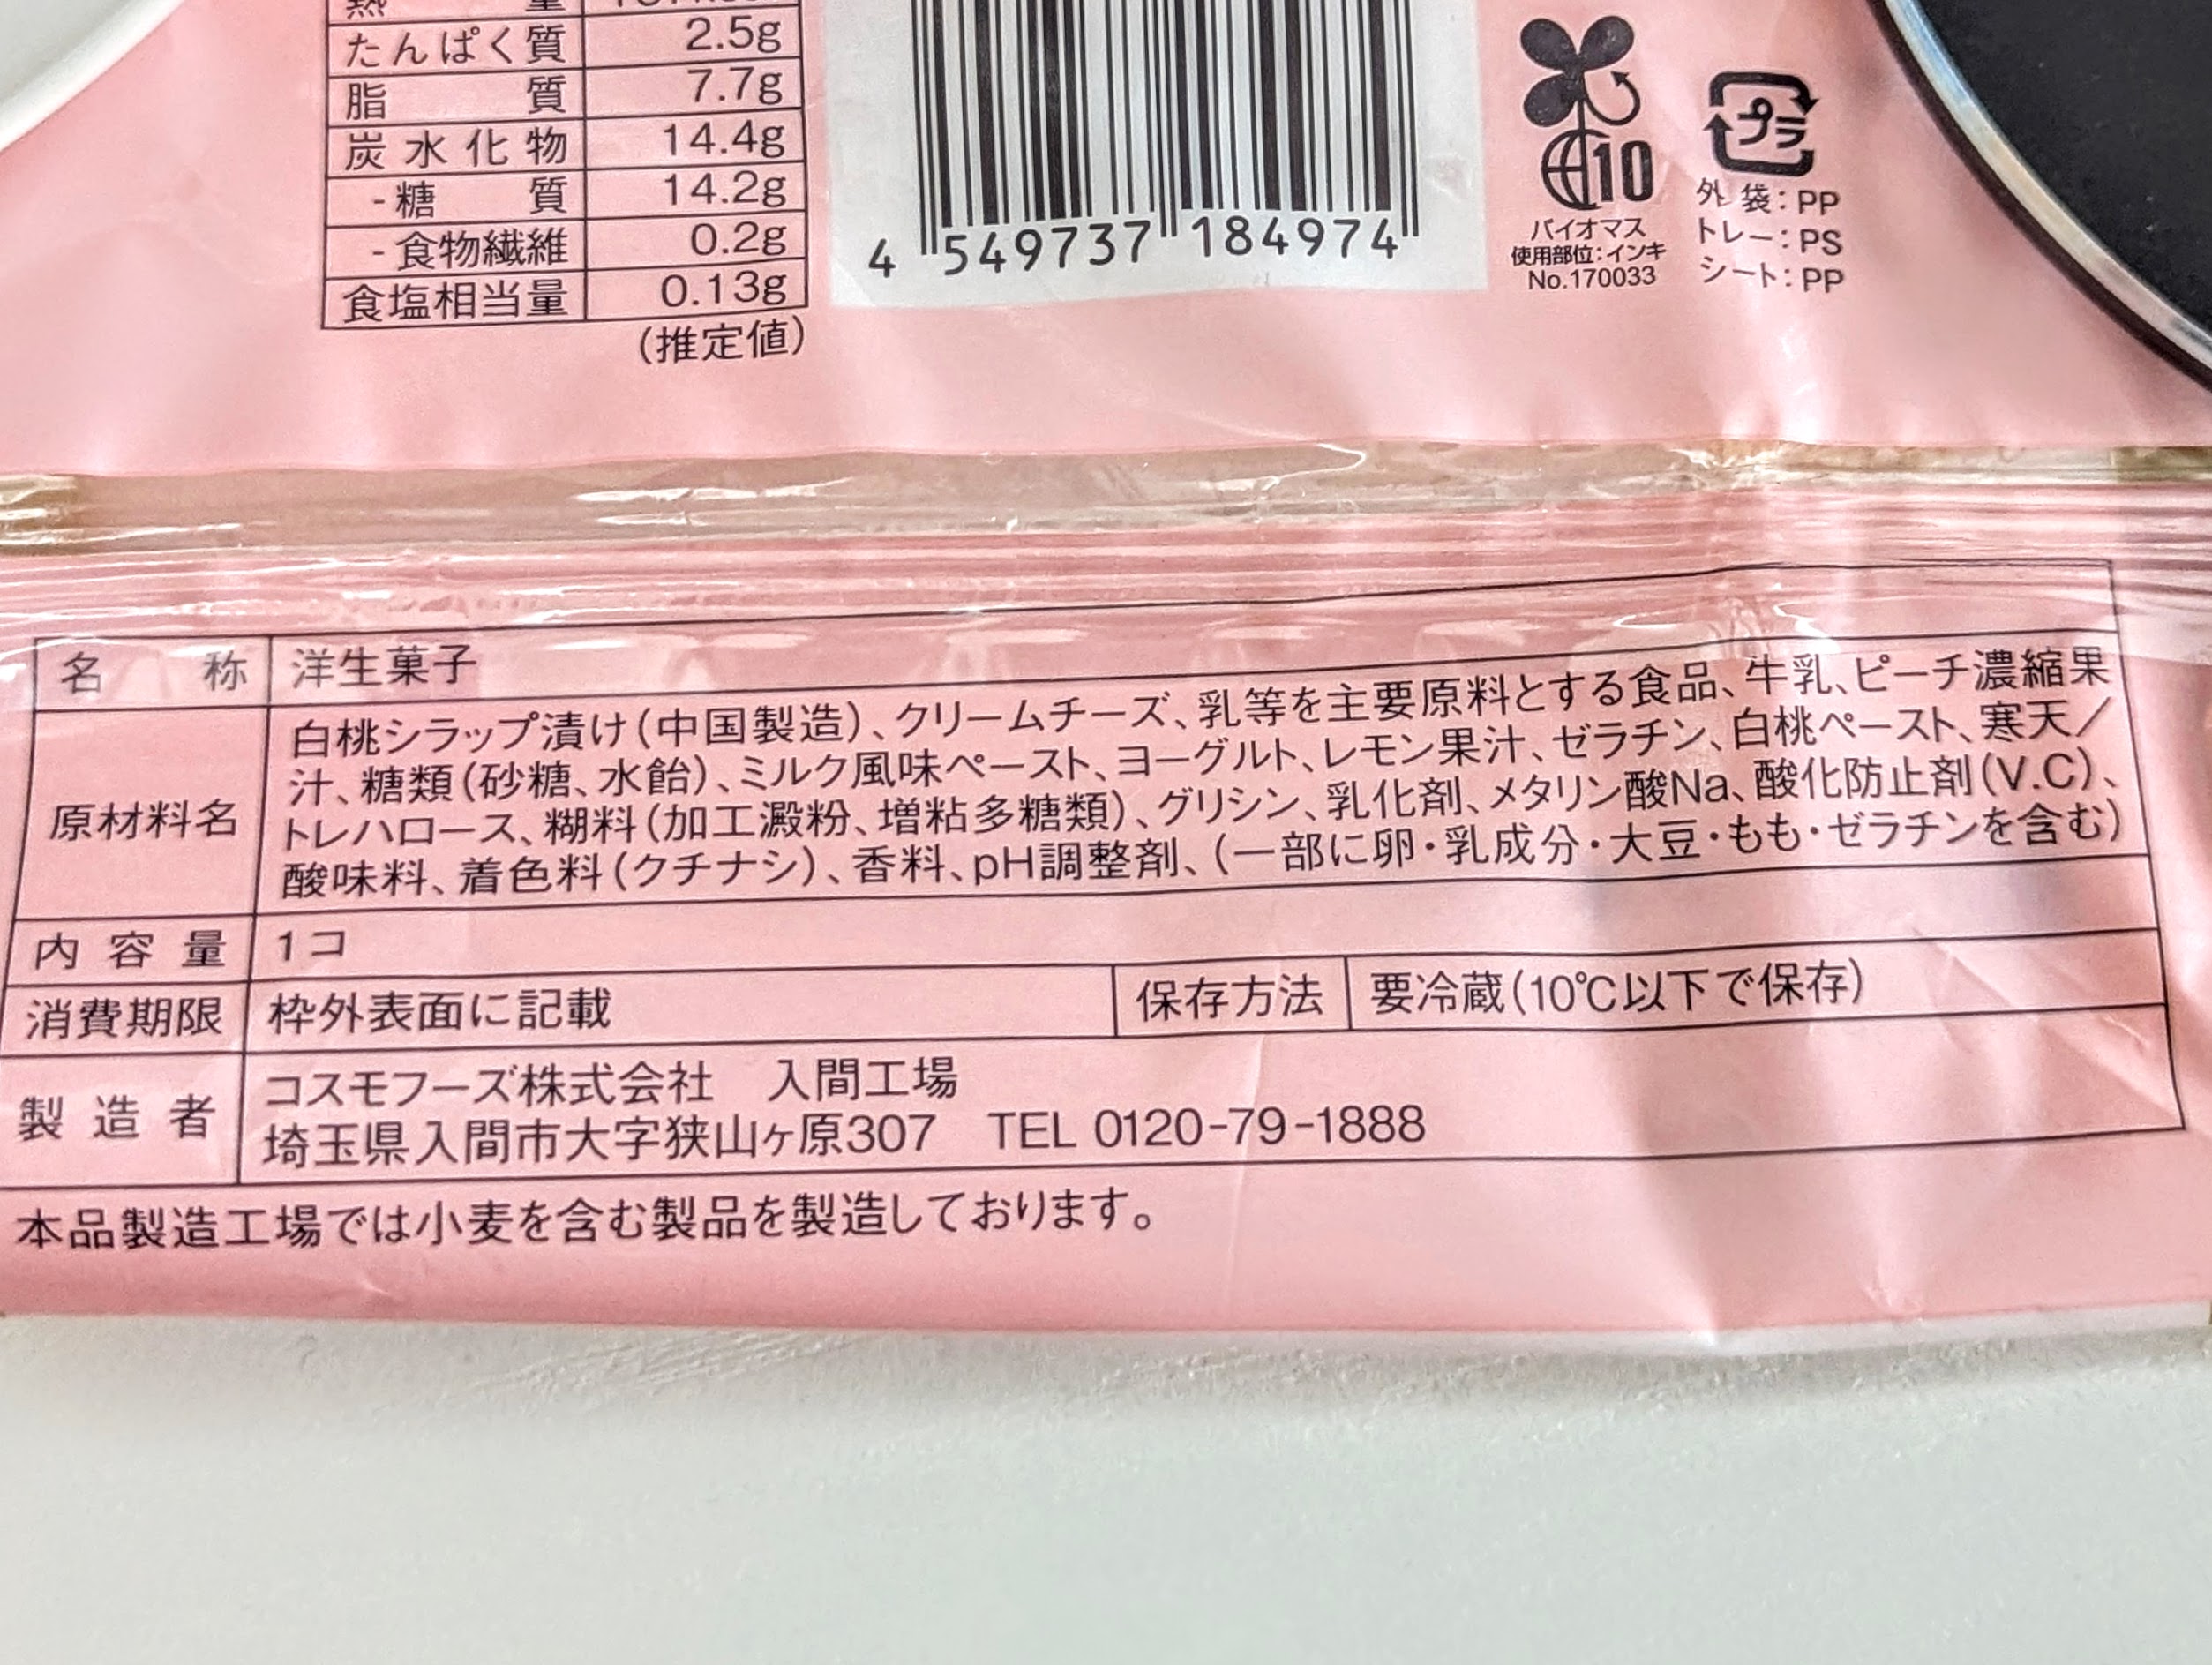 たんぱく質 2.5g
脂質 7.7g
炭水化物 14.4g
-糖質 14.2g
-食物繊維 0.2g
食塩相当量 0.13g
(推定値)
4 549737 184974
10
バイオマス
使用部位:インキ
No.170033
プラ
外袋:PP
トレー:PS
シート:PP
名称 洋生菓子
原材料名
白桃シラップ漬け(中国製造)、クリームチーズ、乳等を主要原料とする食品、牛乳、ピーチ濃縮果
汁、糖類(砂糖、水飴)、ミルク風味ペースト、ヨーグルト、レモン果汁、ゼラチン、白桃ペースト、寒天/
トレハロース、糊料(加工澱粉、増粘多糖類)、グリシン、乳化剤、メタリン酸Na、酸化防止剤(V.C)、
酸味料、着色料(クチナシ)、香料、pH調整剤、(一部に卵・乳成分・大豆・もも・ゼラチンを含む)
内容量 1コ
消費期限 枠外表面に記載 保存方法 要冷蔵(10℃以下で保存)
製造者
コスモフーズ株式会社 入間工場
埼玉県入間市大字狭山ヶ原307 TEL 0120-79-1888
本品製造工場では小麦を含む製品を製造しております。